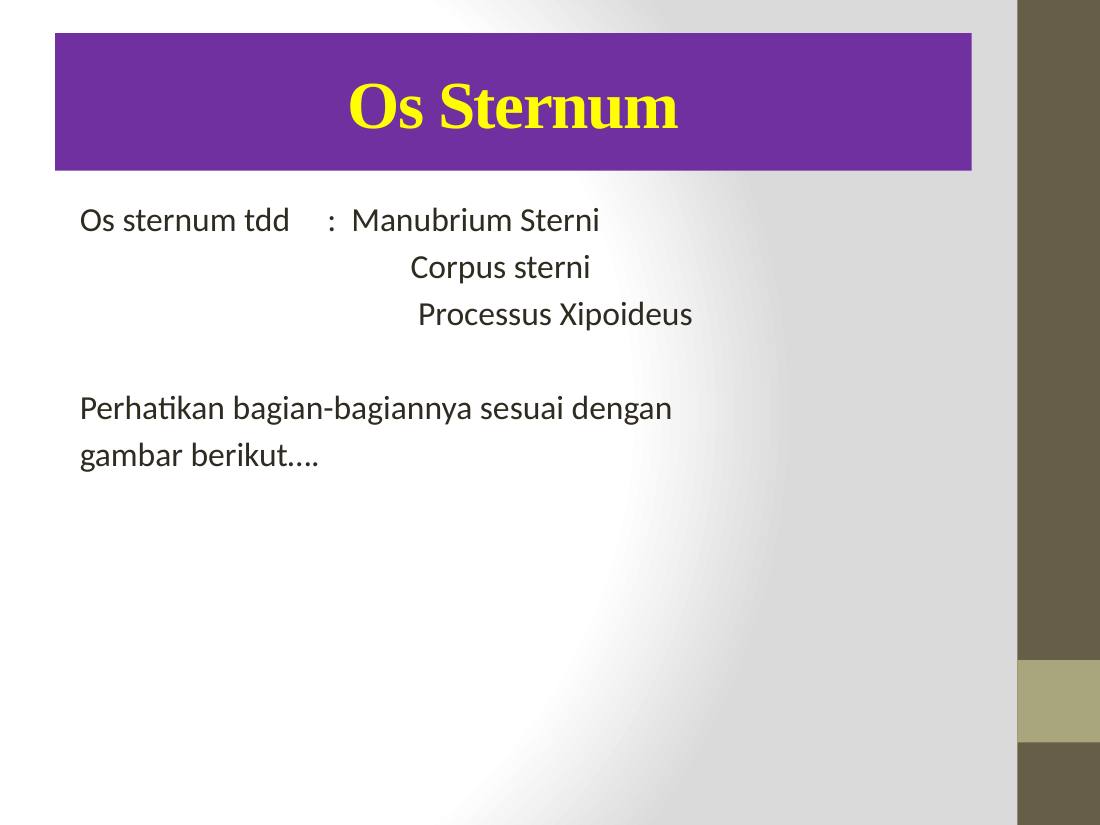 Os Sternum
Os sternum tdd : Manubrium Sterni
Corpus sterni
Processus Xipoideus
Perhatikan bagian-bagiannya sesuai dengan
gambar berikut....